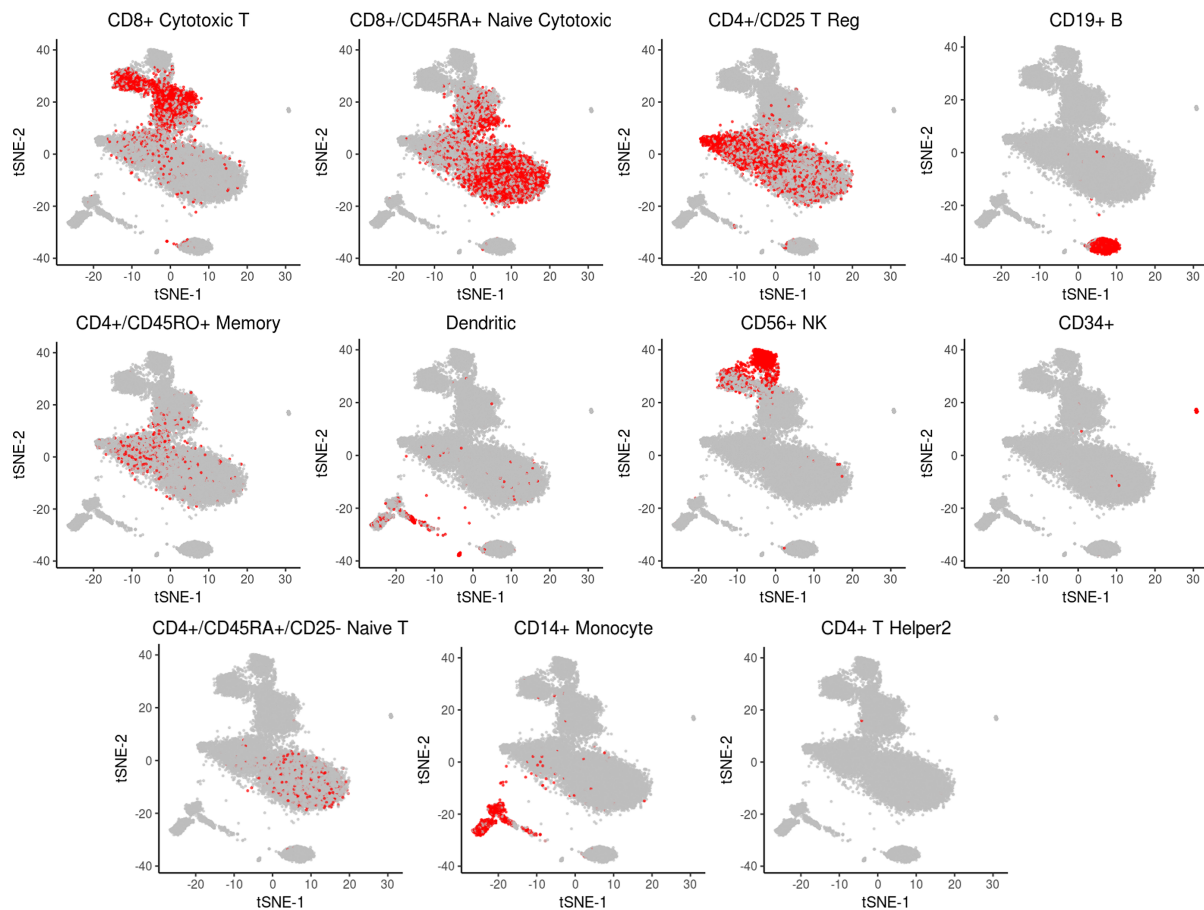 CD8+ Cytotoxic T
CD8+/CD45RA+ Naive Cytotoxic
CD4+/CD25 T Reg
CD19+ B
40
20
0
-20
-40
tSNE-2
-20 -10 0 10 20 30
tSNE-1
40
20
0
-20
-40
tSNE-2
-20 -10 0 10 20 30
tSNE-1
40
20
0
-20
-40
tSNE-2
-20 -10 0 10 20 30
tSNE-1
40
20
0
-20
-40
tSNE-2
-20 -10 0 10 20 30
tSNE-1
CD4+/CD45RO+ Memory
Dendritic
CD56+ NK
CD34+
40
20
0
-20
-40
tSNE-2
-20 -10 0 10 20 30
tSNE-1
40
20
0
-20
-40
tSNE-2
-20 -10 0 10 20 30
tSNE-1
40
20
0
-20
-40
tSNE-2
-20 -10 0 10 20 30
tSNE-1
40
20
0
-20
-40
tSNE-2
-20 -10 0 10 20 30
tSNE-1
CD4+/CD45RA+/CD25- Naive T
CD14+ Monocyte
CD4+ T Helper2
40
20
0
-20
-40
tSNE-2
-20 -10 0 10 20 30
tSNE-1
40
20
0
-20
-40
tSNE-2
-20 -10 0 10 20 30
tSNE-1
40
20
0
-20
-40
tSNE-2
-20 -10 0 10 20 30
tSNE-1